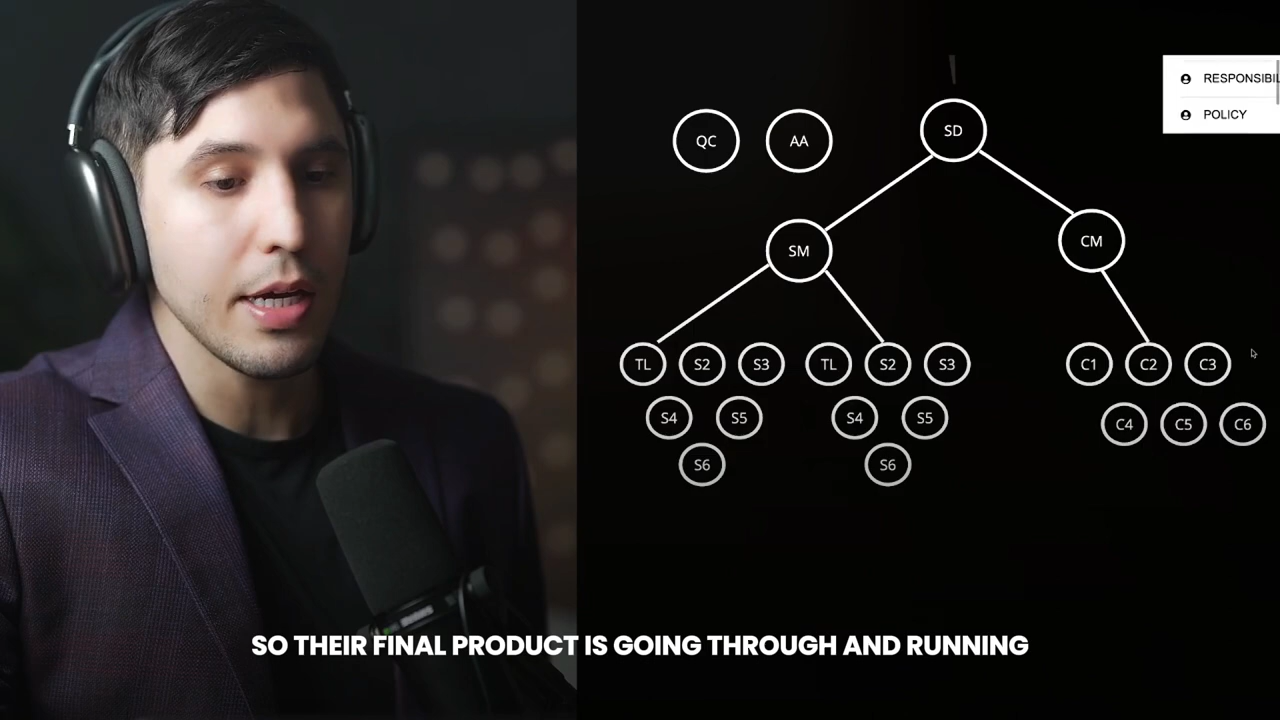 RESPONSIBIL
POLICY
SD
QC AA
SM CM
TL S2 S3 TL S2 S3 C1 C2 C3
S4 S5 S4 S5 C4 C5 C6
S6 S6
SO THEIR FINAL PRODUCT IS GOING THROUGH AND RUNNING